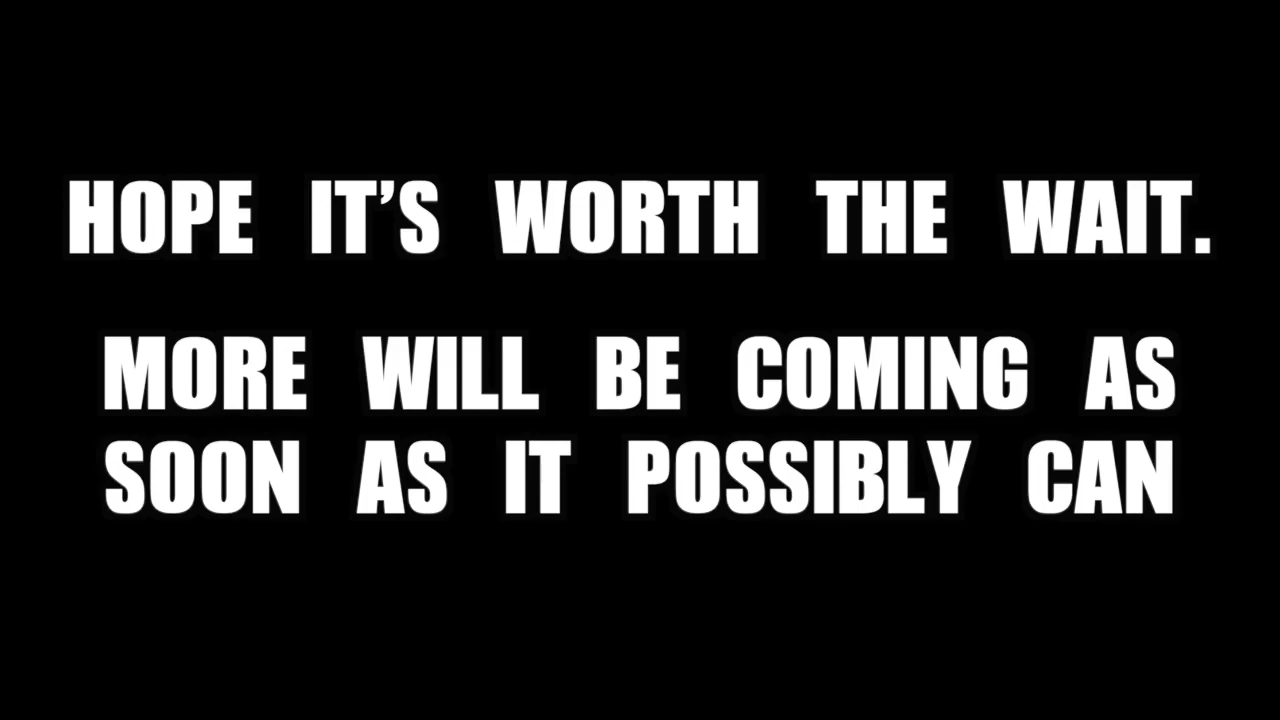 HOPE IT’S WORTH THE WAIT.
MORE WILL BE COMING AS
SOON AS IT POSSIBLY CAN